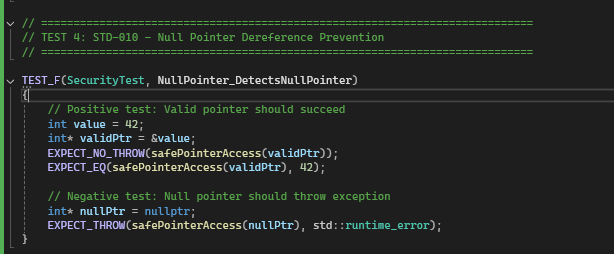 // =============================================================================
// TEST 4: STD-010 - Null Pointer Dereference Prevention
// =============================================================================
TEST_F(SecurityTest, NullPointer_DetectsNullPointer)
{
    // Positive test: Valid pointer should succeed
    int value = 42;
    int* validPtr = &value;
    EXPECT_NO_THROW(safePointerAccess(validPtr));
    EXPECT_EQ(safePointerAccess(validPtr), 42);

    // Negative test: Null pointer should throw exception
    int* nullPtr = nullptr;
    EXPECT_THROW(safePointerAccess(nullPtr), std::runtime_error);
}